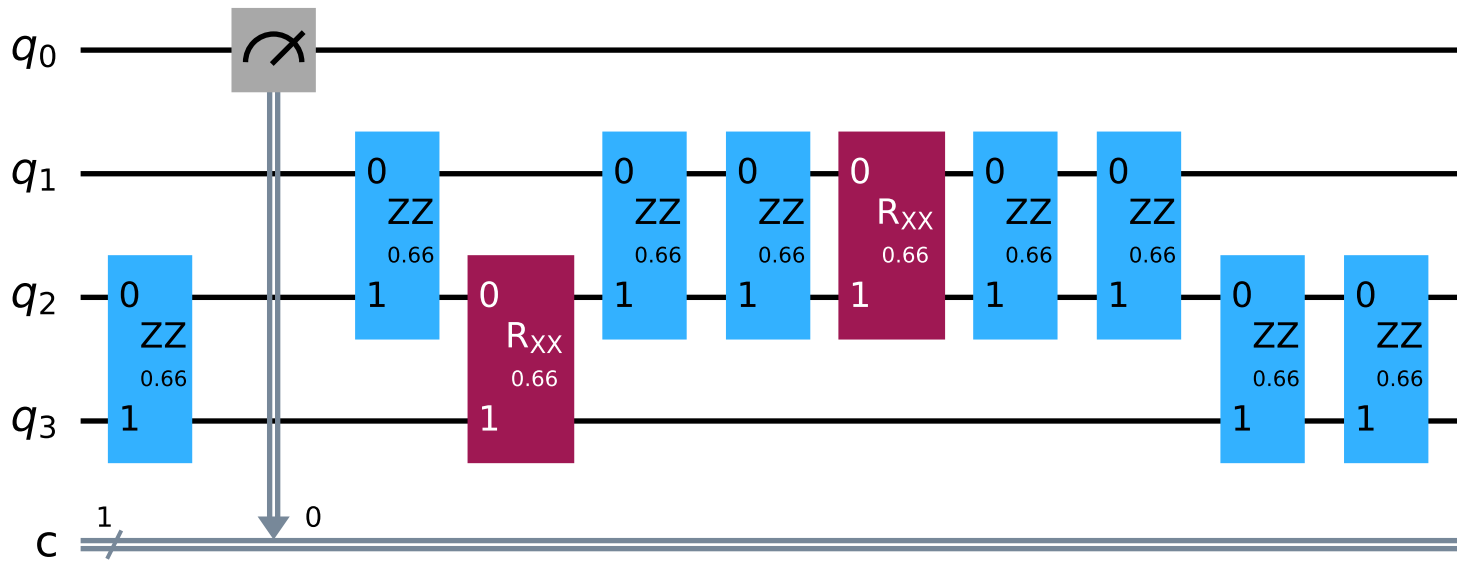 q0
q1
0 0 0 0 0 0
ZZ ZZ ZZ RXX ZZ ZZ
0.66 0.66 0.66 0.66 0.66 0.66
q2
0 1 0 1 1 1 1 1 0 0
ZZ RXX ZZ ZZ
0.66 0.66 0.66 0.66
q3
1 1 1 1
1 0
c